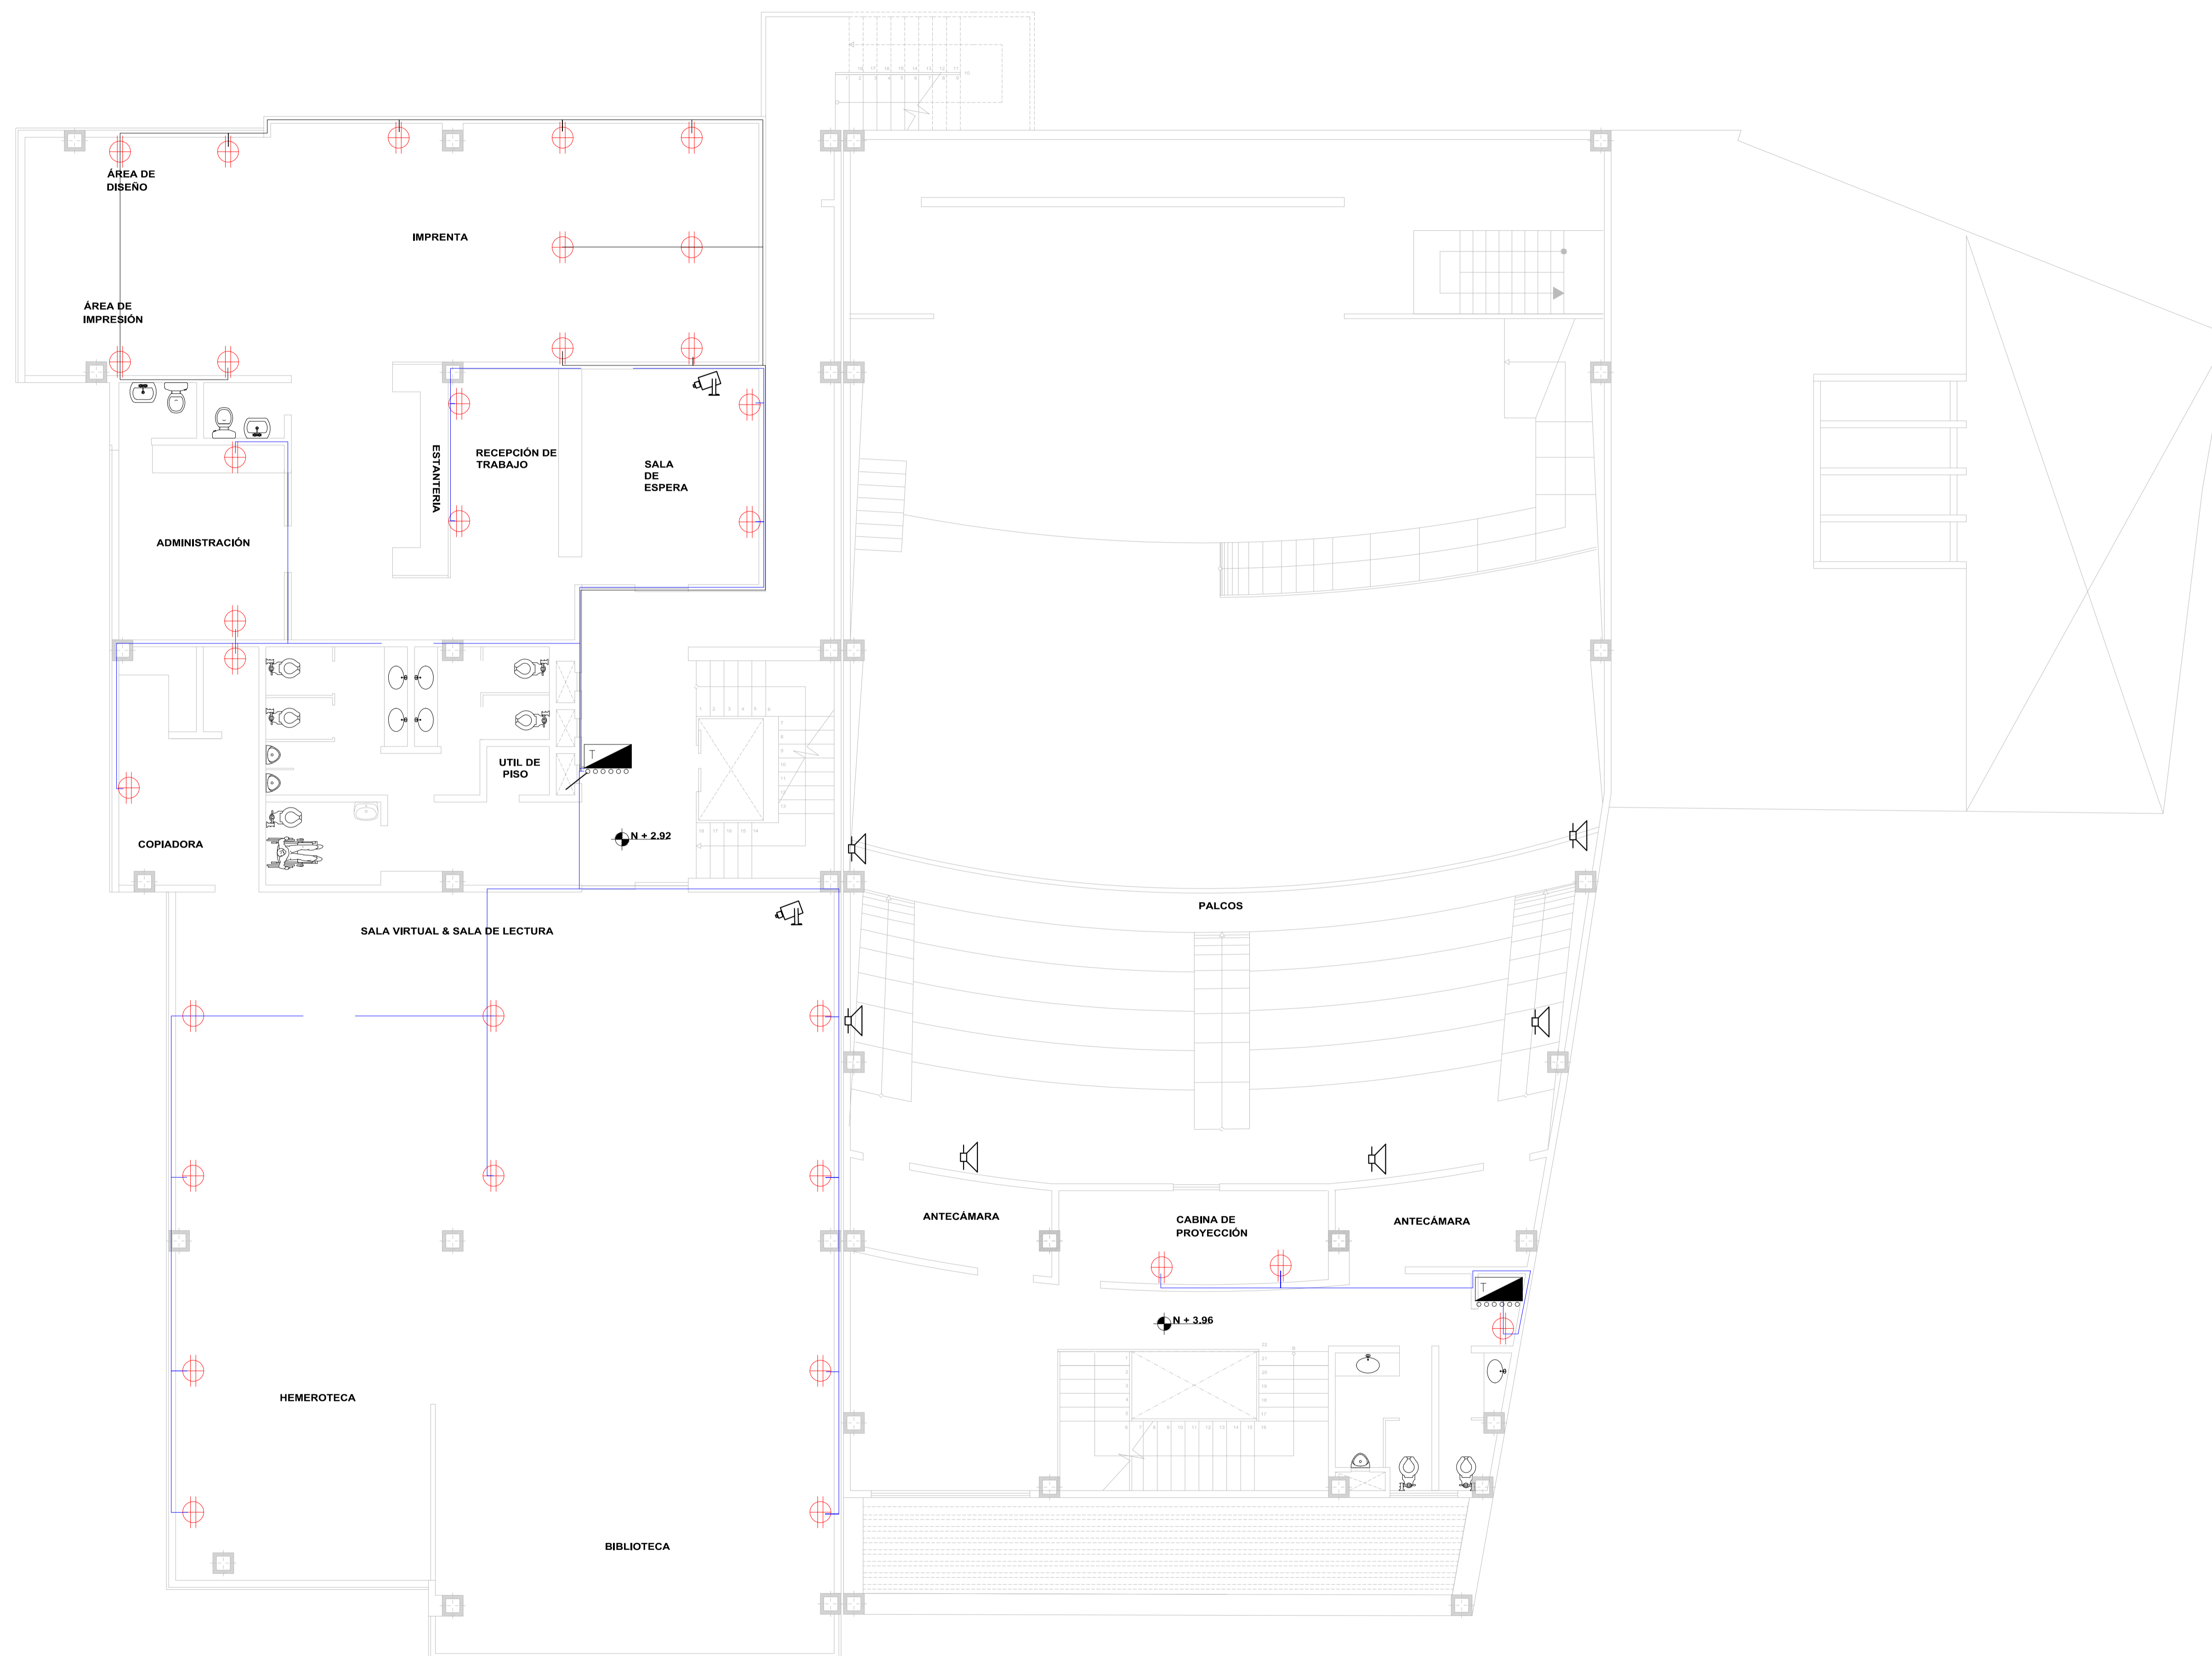 ÁREA DE
DISEÑO
IMPRENTA
ÁREA DE
IMPRESIÓN
ESTANTERÍA
RECEPCIÓN DE
TRABAJO
SALA
DE
ESPERA
ADMINISTRACIÓN
UTIL DE
PISO
T
N + 2.92
COPIADORA
SALA VIRTUAL & SALA DE LECTURA
PALCOS
ANTECÁMARA
CABINA DE
PROYECCIÓN
ANTECÁMARA
T
N + 3.96
HEMEROTECA
BIBLIOTECA